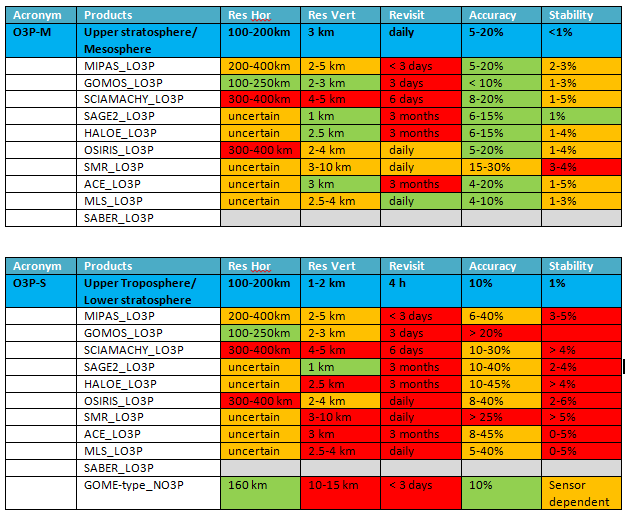 Acronym Products Res Hor Res Vert Revisit Accuracy Stability
O3P-M Upper stratosphere/ 100-200km 3 km daily 5-20% <1%
Mesosphere
MIPAS_LO3P 200-400km 2-5 km < 3 days 5-20% 2-3%
GOMOS_LO3P 100-250km 2-3 km 3 days < 10% 1-3%
SCIAMACHY_LO3P 300-400km 4-5 km 6 days 8-20% 1-5%
SAGE2_LO3P uncertain 1 km 3 months 6-15% 1%
HALOE_LO3P uncertain 2.5 km 3 months 6-15% 1-4%
OSIRIS_LO3P 300-400 km 2-4 km daily 5-20% 1-4%
SMR_LO3P uncertain 3-10 km daily 15-30% 3-4%
ACE_LO3P uncertain 3 km 3 months 4-20% 1-5%
MLS_LO3P uncertain 2.5-4 km daily 4-10% 1-3%
SABER_LO3P
Acronym Products Res Hor Res Vert Revisit Accuracy Stability
O3P-S Upper Troposphere/ 100-200km 1-2 km 4 h 10% 1%
Lower stratosphere
MIPAS_LO3P 200-400km 2-5 km < 3 days 6-40% 3-5%
GOMOS_LO3P 100-250km 2-3 km 3 days > 20%
SCIAMACHY_LO3P 300-400km 4-5 km 6 days 10-30% > 4%
SAGE2_LO3P uncertain 1 km 3 months 10-40% 2-4%
HALOE_LO3P uncertain 2.5 km 3 months 10-45% > 4%
OSIRIS_LO3P 300-400 km 2-4 km daily 8-40% 2-6%
SMR_LO3P uncertain 3-10 km daily > 25% > 5%
ACE_LO3P uncertain 3 km 3 months 8-45% 0-5%
MLS_LO3P uncertain 2.5-4 km daily 5-40% 0-5%
SABER_LO3P
GOME-type_NO3P 160 km 10-15 km < 3 days 10% Sensor
dependent